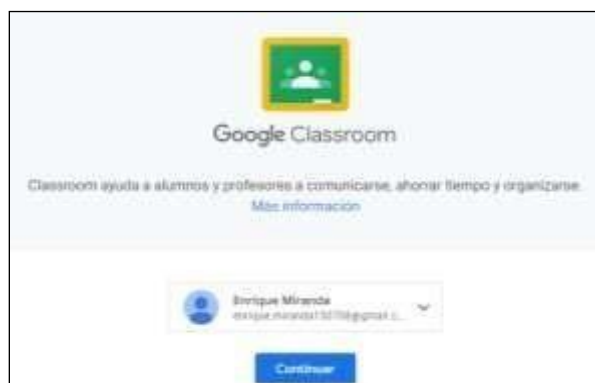 Google Classroom
Classroom ayuda a alumnos y profesores a comunicarse, ahorrar tiempo y organizarse.
Más información
Enrique Miranda
Continuar